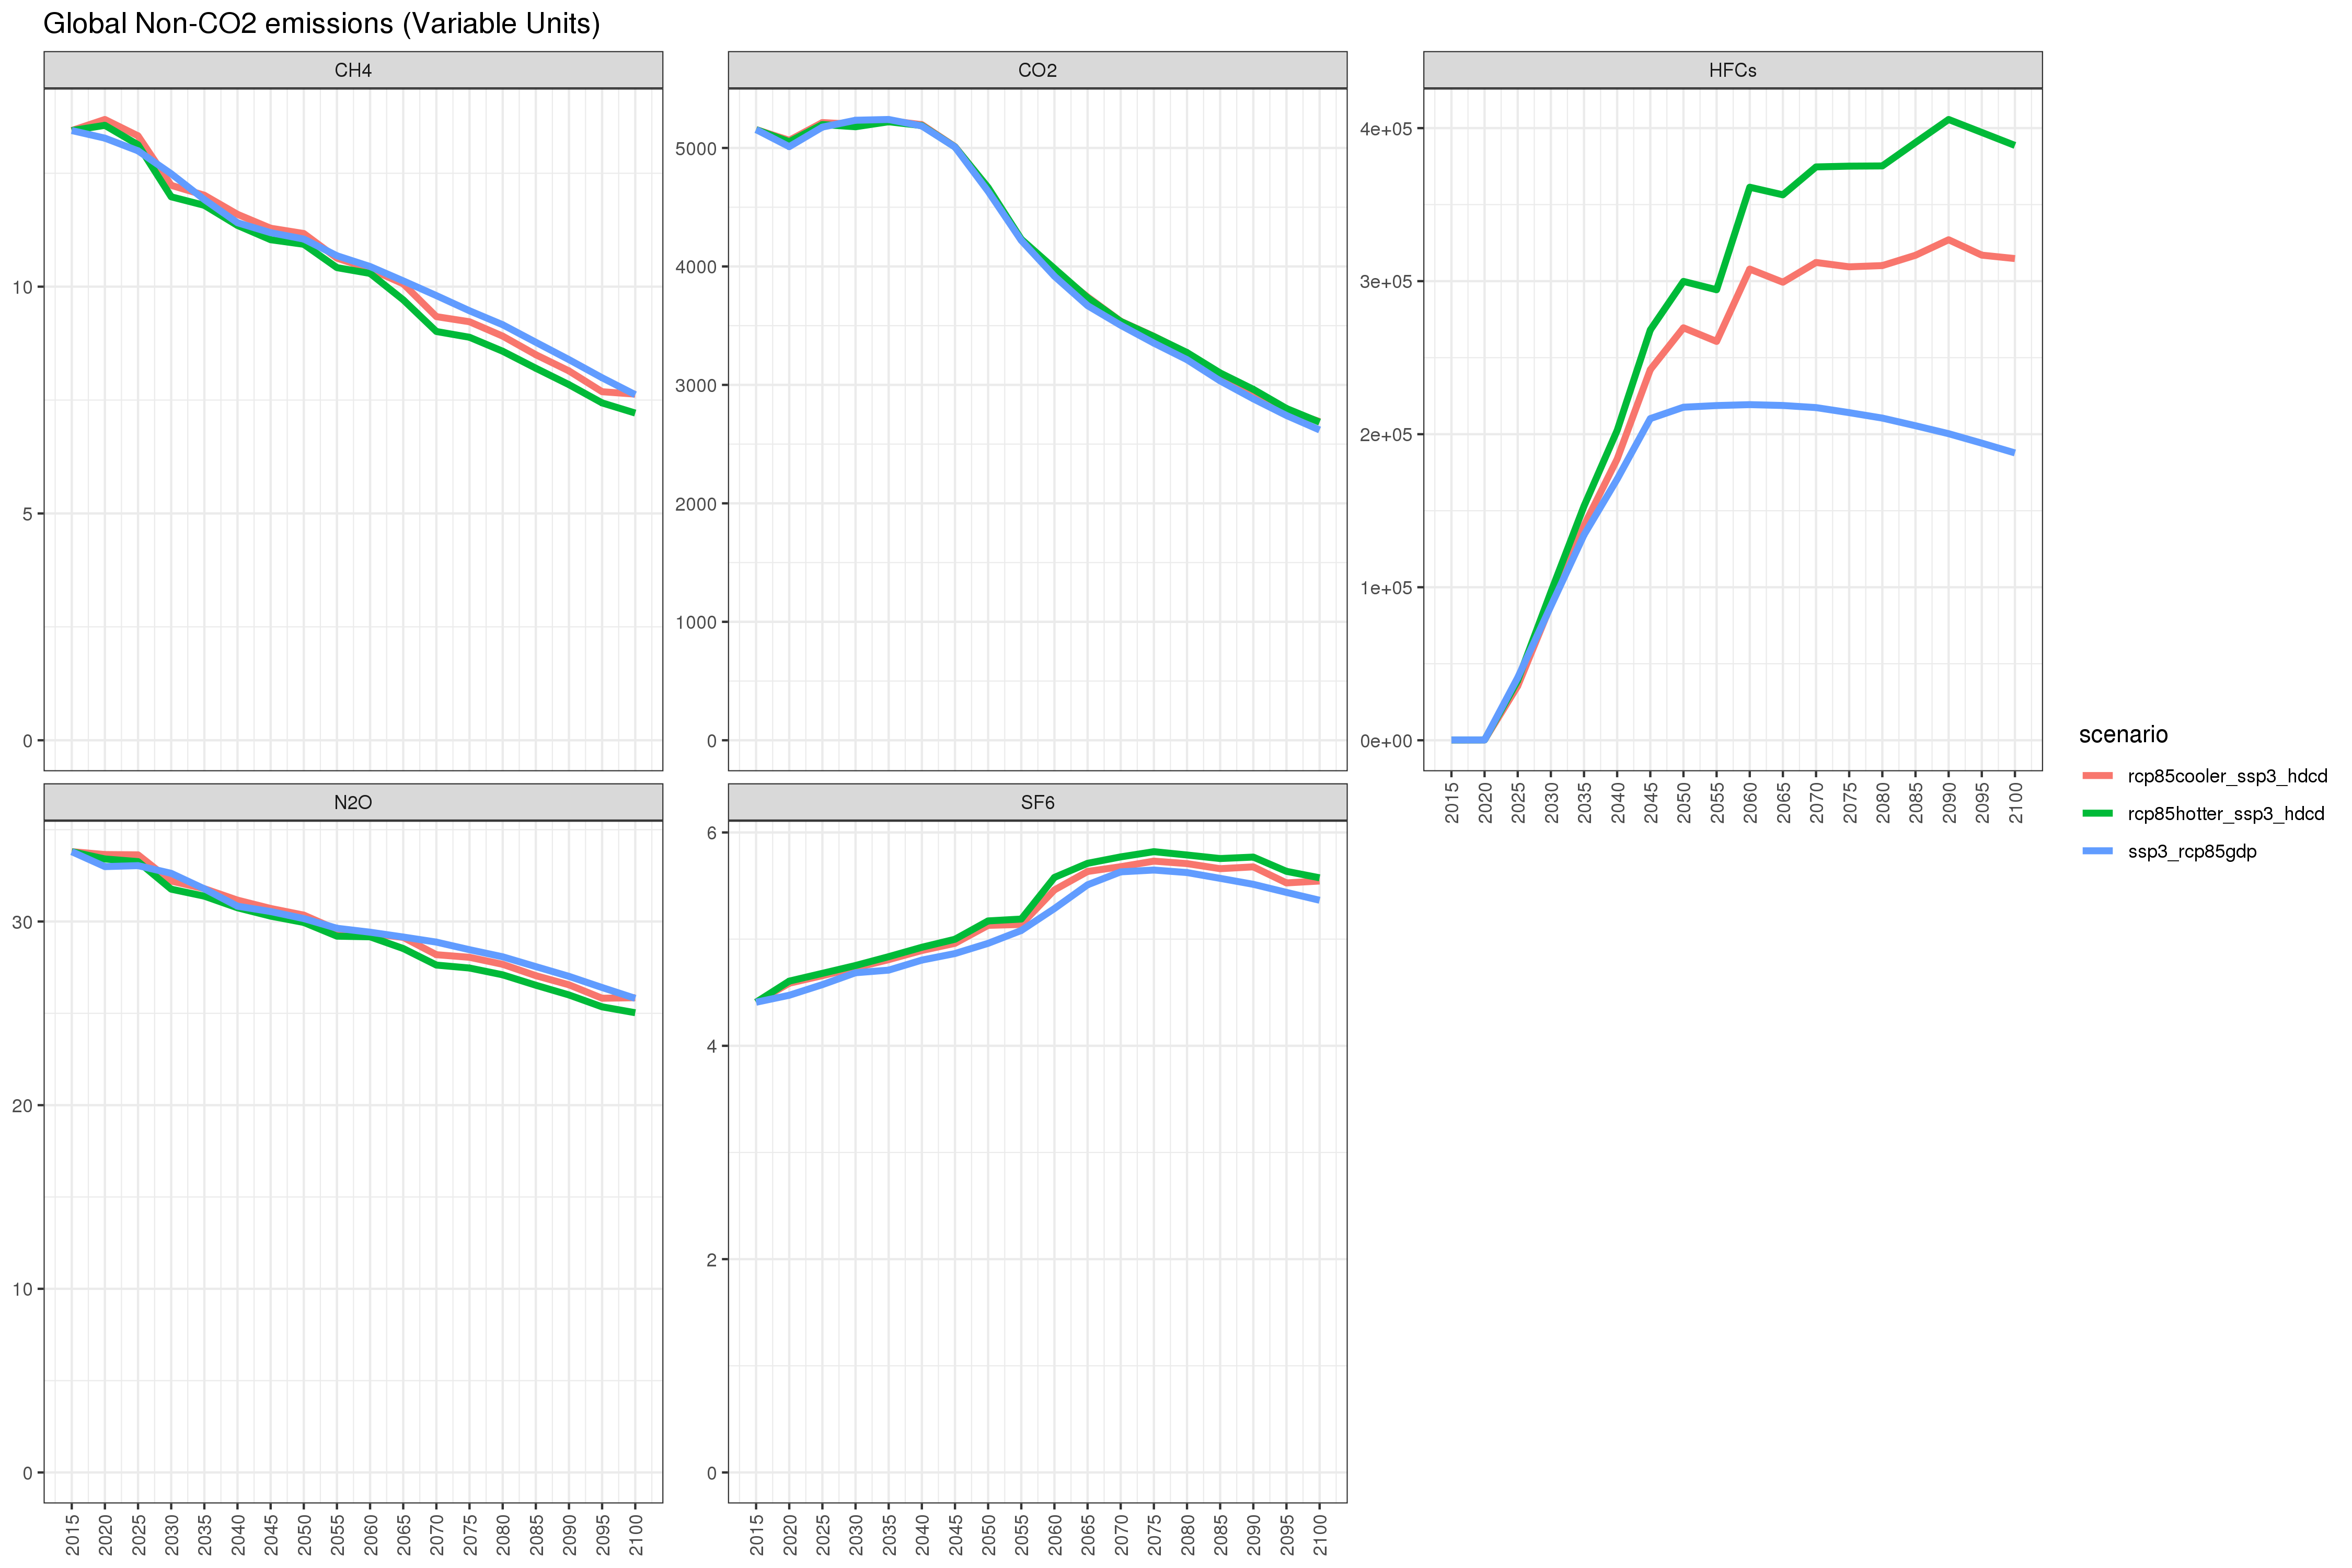 Global Non-CO2 emissions (Variable Units)
CH4
CO2
HFCs
10
5
0
5000
4000
3000
2000
1000
0
4e+05
3e+05
2e+05
1e+05
0e+00
2015 2020 2025 2030 2035 2040 2045 2050 2055 2060 2065 2070 2075 2080 2085 2090 2095 2100
N2O
SF6
30
20
10
0
6
4
2
0
2015 2020 2025 2030 2035 2040 2045 2050 2055 2060 2065 2070 2075 2080 2085 2090 2095 2100
2015 2020 2025 2030 2035 2040 2045 2050 2055 2060 2065 2070 2075 2080 2085 2090 2095 2100
scenario
rcp85cooler_ssp3_hdcd
rcp85hotter_ssp3_hdcd
ssp3_rcp85gdp